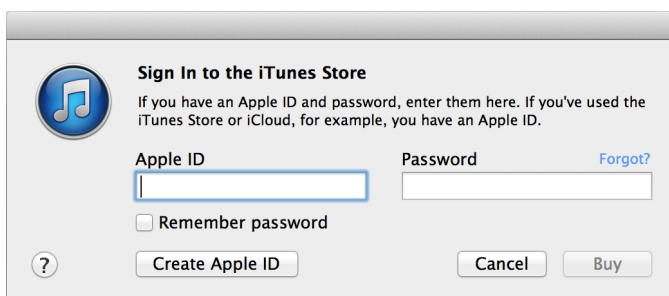 Sign In to the iTunes Store
If you have an Apple ID and password, enter them here. If you've used the
iTunes Store or iCloud, for example, you have an Apple ID.
Apple ID
Password
Forgot?
Remember password
?
Create Apple ID
Cancel
Buy